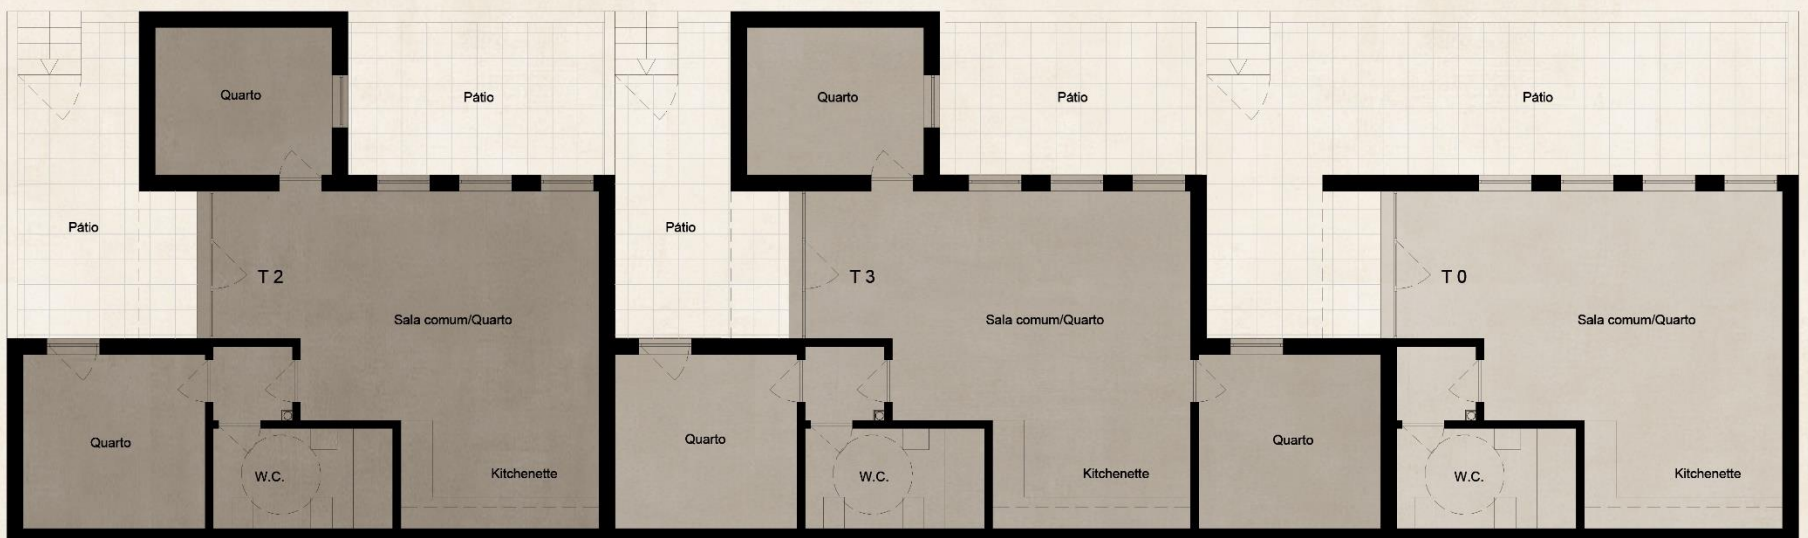 Quarto
Pátio
Quarto
Pátio
Pátio
Pátio
Pátio
T 2
T 3
T 0
Sala comum/Quarto
Sala comum/Quarto
Sala comum/Quarto
Quarto
Quarto
Quarto
W.C.
Kitchenette
W.C.
Kitchenette
W.C.
Kitchenette